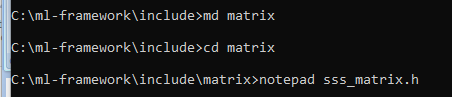 C:\ml-framework\include>md matrix
C:\ml-framework\include>cd matrix
C:\ml-framework\include\matrix>notepad sss_matrix.h